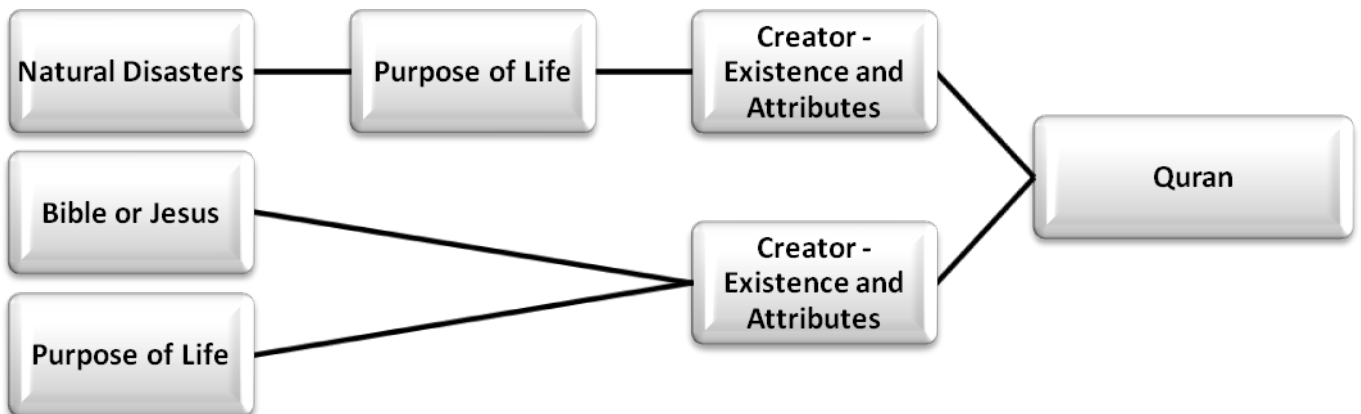 Natural Disasters
Purpose of Life
Creator -
Existence and
Attributes
Quran
Bible or Jesus
Creator -
Existence and
Attributes
Purpose of Life